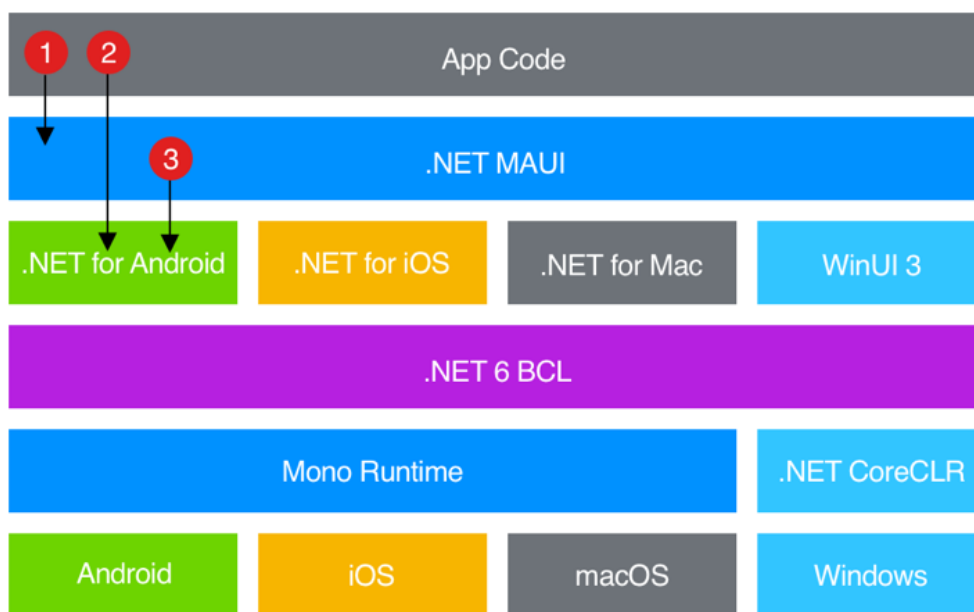 1 2 App Code
3 .NET MAUI
.NET for Android .NET for iOS .NET for Mac WinUI 3
.NET 6 BCL
Mono Runtime .NET CoreCLR
Android iOS macOS Windows